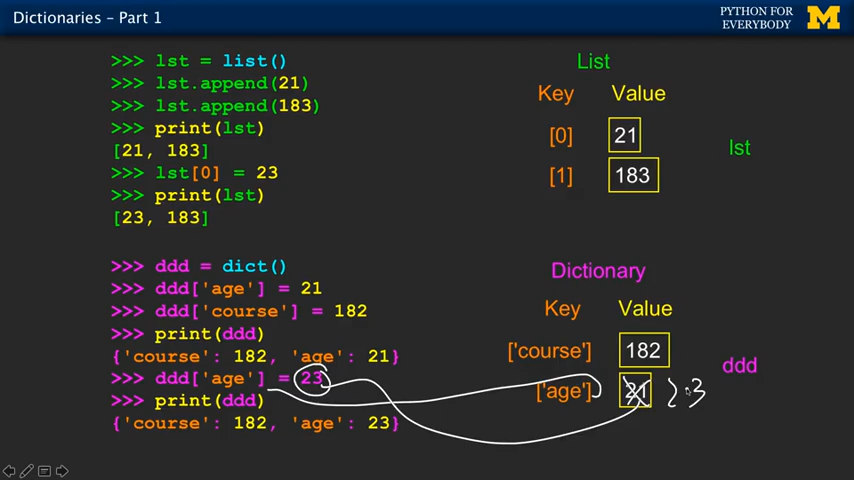 Dictionaries – Part 1
PYTHON FOR
EVERYBODY
M
>>> lst = list()
>>> lst.append(21)
>>> lst.append(183)
>>> print(lst)
[21, 183]
>>> lst[0] = 23
>>> print(lst)
[23, 183]
List
Key Value
[0] 21
lst
[1] 183
>>> ddd = dict()
>>> ddd['age'] = 21
>>> ddd['course'] = 182
>>> print(ddd)
{'course': 182, 'age': 21}
>>> ddd['age'] = 23
>>> print(ddd)
{'course': 182, 'age': 23}
Dictionary
Key Value
['course'] 182
ddd
['age'] 21 23